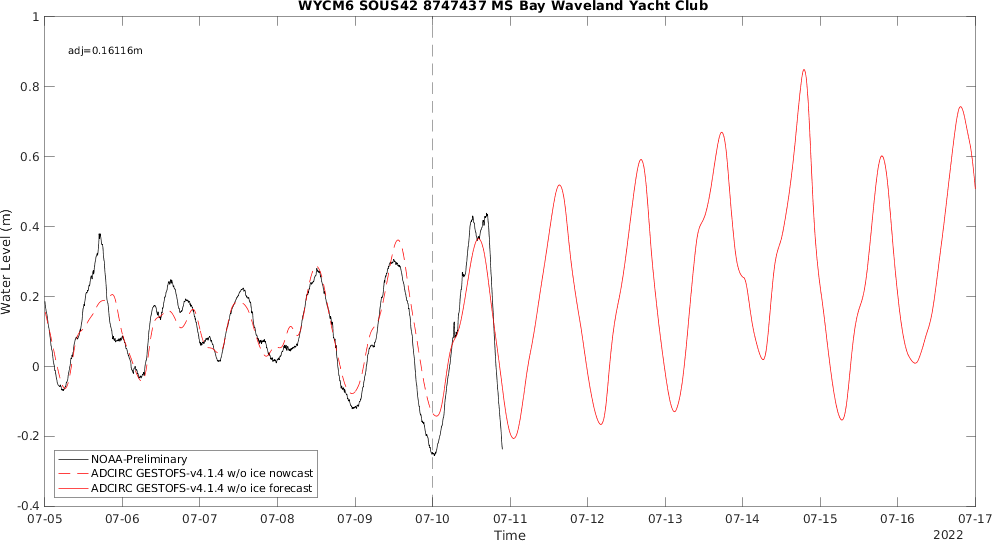 WYCM6 SOUS42 8747437 MS Bay Waveland Yacht Club
adj=0.16116m
Water Level (m)
1
0.8
0.6
0.4
0.2
0
-0.2
-0.4
NOAA-Preliminary
ADCIRC GESTOFS-v4.1.4 w/o ice nowcast
ADCIRC GESTOFS-v4.1.4 w/o ice forecast
07-05 07-06 07-07 07-08 07-09 07-10 07-11 07-12 07-13 07-14 07-15 07-16 07-17
Time
2022